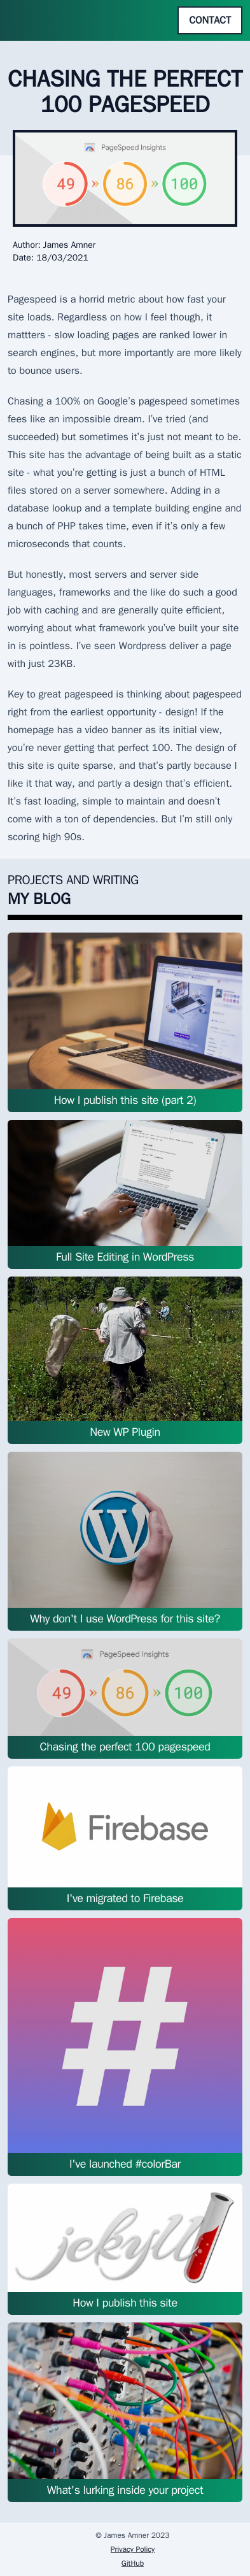 CONTACT
CHASING THE PERFECT
100 PAGESPEED
PageSpeed Insights
49 » 86 » 100
Author: James Amner
Date: 18/03/2021
Pagespeed is a horrid metric about how fast your
site loads. Regardless on how I feel though, it
mattters - slow loading pages are ranked lower in
search engines, but more importantly are more likely
to bounce users.
Chasing a 100% on Google's pagespeed sometimes
fees like an impossible dream. I've tried (and
succeeded) but sometimes it's just not meant to be.
This site has the advantage of being built as a static
site - what you're getting is just a bunch of HTML
files stored on a server somewhere. Adding in a
database lookup and a template building engine and
a bunch of PHP takes time, even if it's only a few
microseconds that counts.
But honestly, most servers and server side
languages, frameworks and the like do such a good
job with caching and are generally quite efficient,
worrying about what framework you've built your site
in is pointless. I've seen Wordpress deliver a page
with just 23KB.
Key to great pagespeed is thinking about pagespeed
right from the earliest opportunity - design! If the
homepage has a video banner as its initial view,
you're never getting that perfect 100. The design of
this site is quite sparse, and that's partly because I
like it that way, and partly a design that's efficient.
It's fast loading, simple to maintain and doesn't
come with a ton of dependencies. But I'm still only
scoring high 90s.
PROJECTS AND WRITING
MY BLOG
How I publish this site (part 2)
Full Site Editing in WordPress
New WP Plugin
Why don't I use WordPress for this site?
PageSpeed Insights
49 » 86 » 100
Chasing the perfect 100 pagespeed
Firebase
I've migrated to Firebase
#
I've launched #colorBar
jekyll
How I publish this site
What's lurking inside your project
© James Amner 2023
Privacy Policy
GitHub